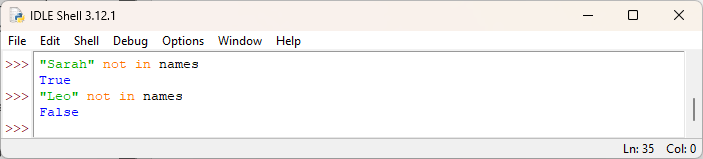 IDLE Shell 3.12.1
File Edit Shell Debug Options Window Help
>>> "Sarah" not in names
True
>>> "Leo" not in names
False
>>>
Ln: 35 Col: 0